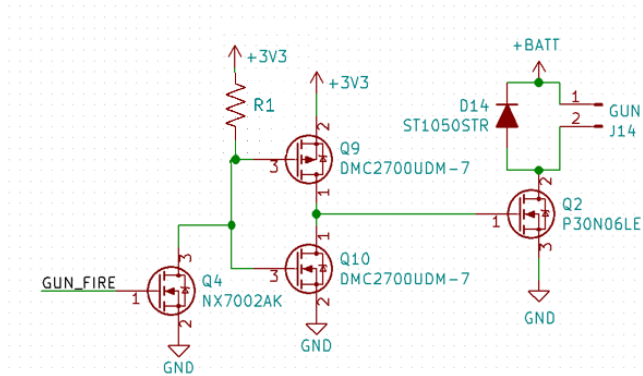 +BATT
+3V3
+3V3
D14
ST1050STR
1
GUN
2
J14
R1
2
Q9
DMC2700UDM-7
3
1
2
Q2
P30N06LE
1
3
1
Q10
DMC2700UDM-7
3
2
3
GUN_FIRE
Q4
NX7002AK
1
2
GND
GND
GND